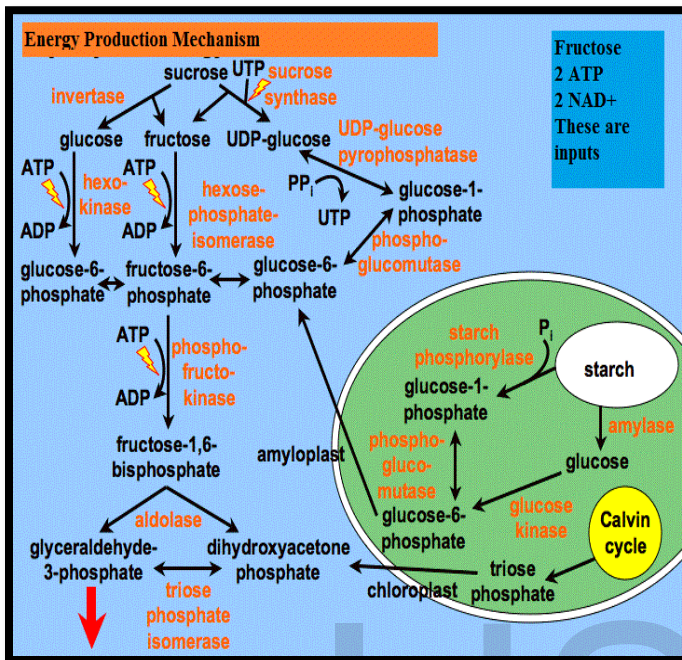 Energy Production Mechanism
Fructose
2 ATP
2 NAD+
These are
inputs
sucrose
UTP
sucrose
synthase
invertase
glucose
fructose
UDP-glucose
UDP-glucose
pyrophosphatase
ATP
ADP
hexo-
kinase
ATP
ADP
hexose-
phosphate-
isomerase
PPi
UTP
glucose-1-
phosphate
phospho-
glucomutase
glucose-6-
phosphate
fructose-6-
phosphate
glucose-6-
phosphate
ATP
ADP
phospho-
fructo-
kinase
starch
phosphorylase
Pi
starch
glucose-1-
phosphate
amylase
fructose-1,6-
bisphosphate
amyloplast
phospho-
gluco-
mutase
glucose
glucose
kinase
glucose-6-
phosphate
Calvin
cycle
aldolase
glyceraldehyde-
3-phosphate
dihydroxyacetone
phosphate
triose
phosphate
chloroplast
triose
phosphate
isomerase